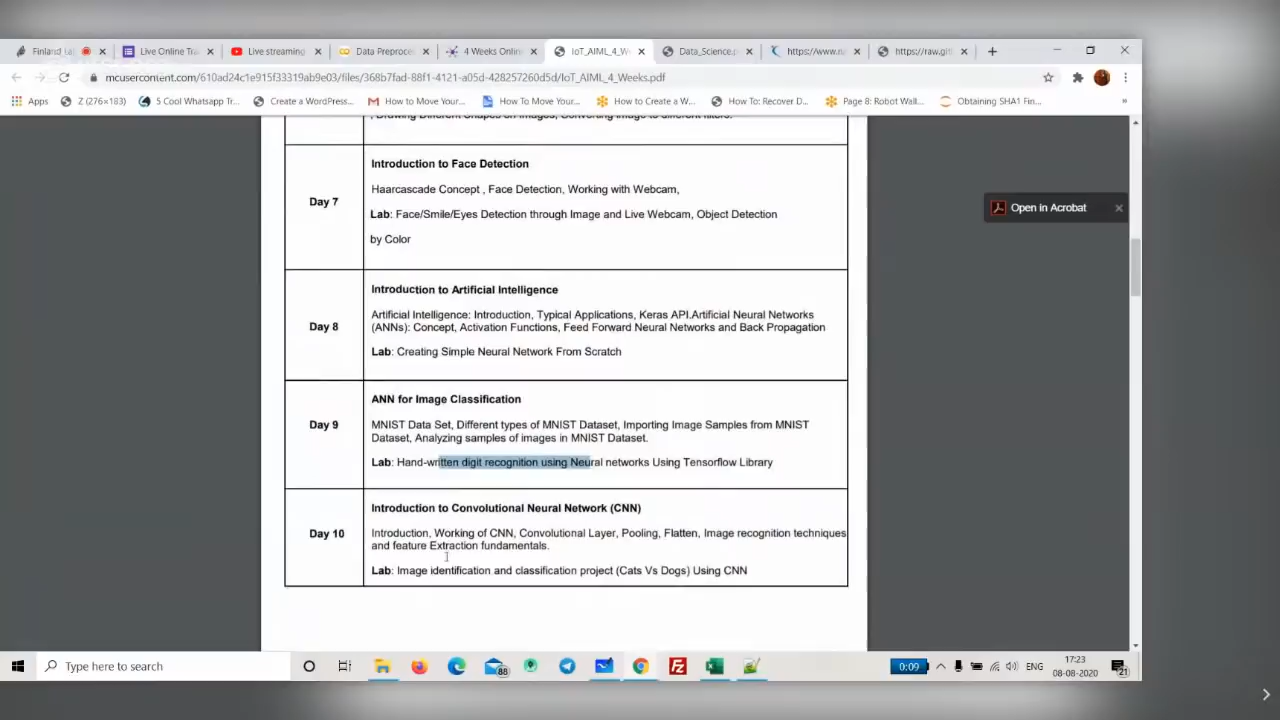 Finland Lap
Live Online Tra
Live streaming
Data Preproce
4 Weeks Onlin
IoT_AIML_4_W
Data_Science.p
https://www.n
https://raw.git
mcusercontent.com/610ad24c1e915f33319ab9e03/files/368b7fad-88f1-4121-a05d-428257260d5d/IoT_AIML_4_Weeks.pdf
Apps
Z (276×183)
5 Cool Whatsapp Tr...
Create a WordPress...
How to Move Your...
How To Move Your...
How to Create a W...
How To: Recover D...
Page 8: Robot Wall...
Obtaining SHA1 Fin...
, Drawing Different Shapes on Images, Converting image to different filters.
Introduction to Face Detection
Haarcascade Concept , Face Detection, Working with Webcam,
Day 7
Lab: Face/Smile/Eyes Detection through Image and Live Webcam, Object Detection
by Color
Open in Acrobat
Introduction to Artificial Intelligence
Artificial Intelligence: Introduction, Typical Applications, Keras API.Artificial Neural Networks
Day 8
(ANNs): Concept, Activation Functions, Feed Forward Neural Networks and Back Propagation
Lab: Creating Simple Neural Network From Scratch
ANN for Image Classification
Day 9
MNIST Data Set, Different types of MNIST Dataset, Importing Image Samples from MNIST
Dataset, Analyzing samples of images in MNIST Dataset.
Lab: Hand-written digit recognition using Neural networks Using Tensorflow Library
Introduction to Convolutional Neural Network (CNN)
Day 10
Introduction, Working of CNN, Convolutional Layer, Pooling, Flatten, Image recognition techniques
and feature Extraction fundamentals.
Lab: Image identification and classification project (Cats Vs Dogs) Using CNN
Type here to search
88
0:09
ENG
17:23
08-08-2020
21